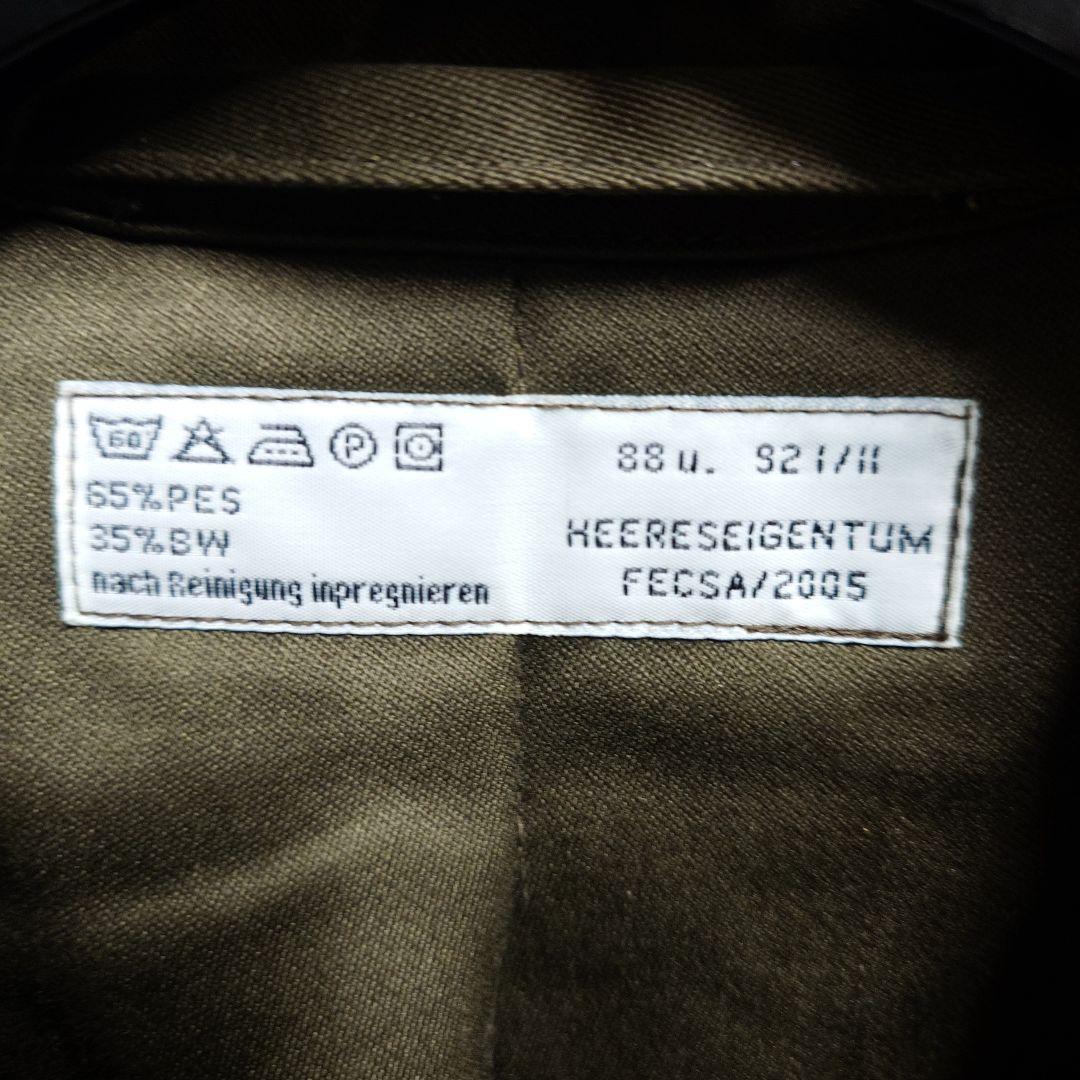 60 P
65%PES
35%BW
nach Reinigung inpregnieren
88 u. 92 I/II
HEERESEIGENTUM
FECSA/2005